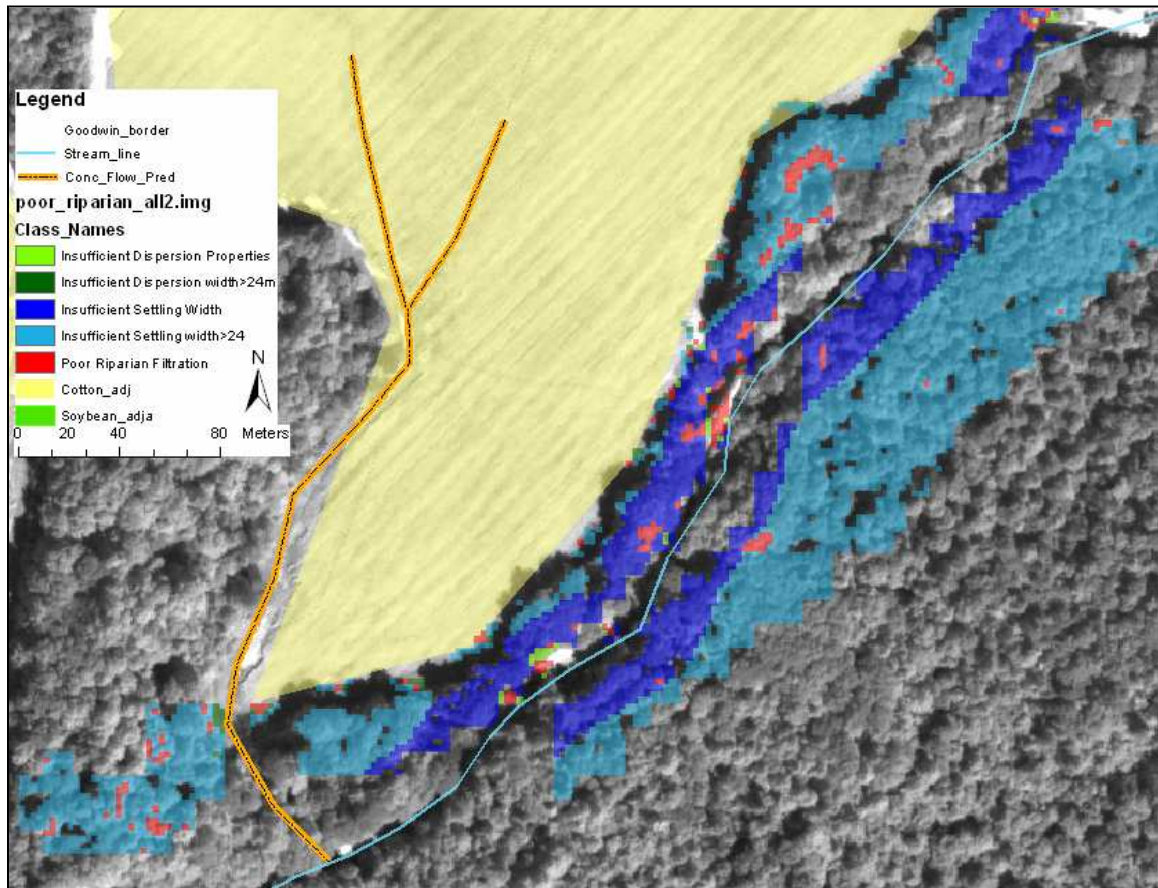 Legend
Goodwin_border
Stream_line
Conc_Flow_Pred
poor_riparian_all2.img
Class_Names
Insufficient Dispersion Properties
Insufficient Dispersion width>24m
Insufficient Settling Width
Insufficient Settling width>24
Poor Riparian Filtration
Cotton_adj
Soybean_adja
N
0 20 40 80 Meters